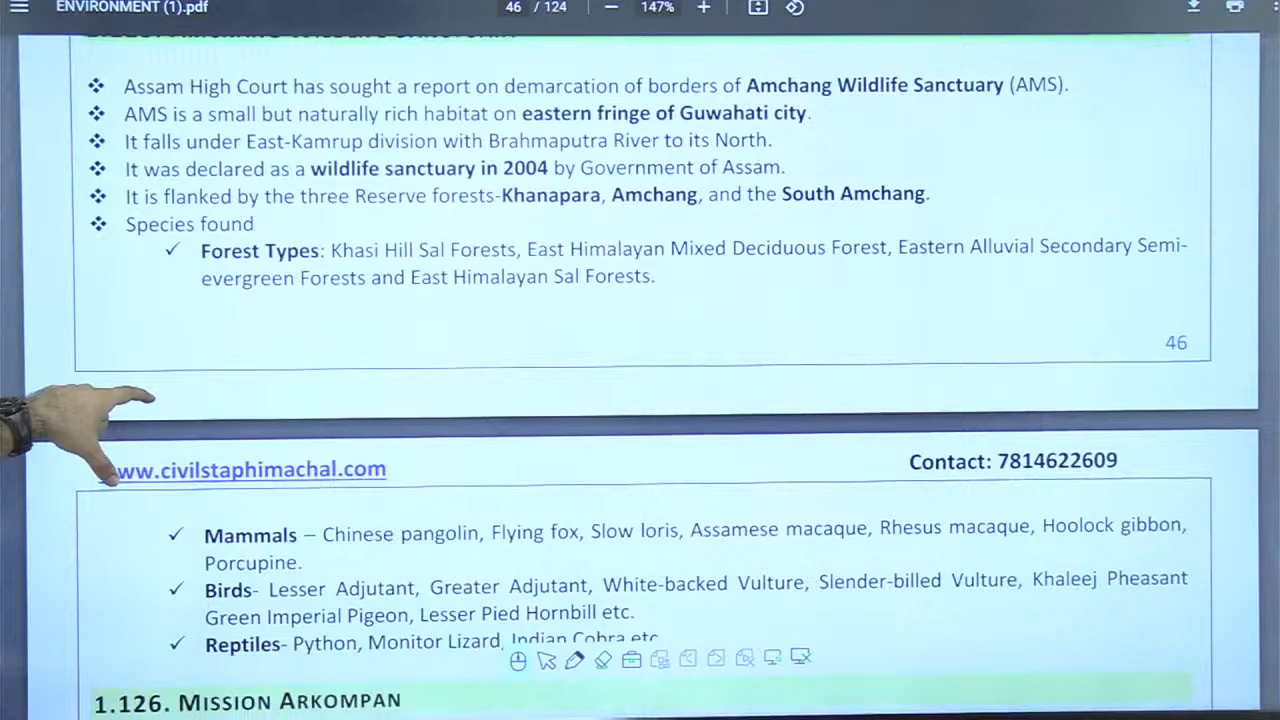 ENVIRONMENT (1).pdf
46 / 124
147%
❖ Assam High Court has sought a report on demarcation of borders of Amchang Wildlife Sanctuary (AMS).
❖ AMS is a small but naturally rich habitat on eastern fringe of Guwahati city.
❖ It falls under East-Kamrup division with Brahmaputra River to its North.
❖ It was declared as a wildlife sanctuary in 2004 by Government of Assam.
❖ It is flanked by the three Reserve forests-Khanapara, Amchang, and the South Amchang.
❖ Species found
✓ Forest Types: Khasi Hill Sal Forests, East Himalayan Mixed Deciduous Forest, Eastern Alluvial Secondary Semi-
evergreen Forests and East Himalayan Sal Forests.
46
www.civilstaphimachal.com
Contact: 7814622609
✓ Mammals – Chinese pangolin, Flying fox, Slow loris, Assamese macaque, Rhesus macaque, Hoolock gibbon,
Porcupine.
✓ Birds- Lesser Adjutant, Greater Adjutant, White-backed Vulture, Slender-billed Vulture, Khaleej Pheasant
Green Imperial Pigeon, Lesser Pied Hornbill etc.
✓ Reptiles- Python, Monitor Lizard, Indian Cobra etc
1.126. MISSION ARKOMPAN